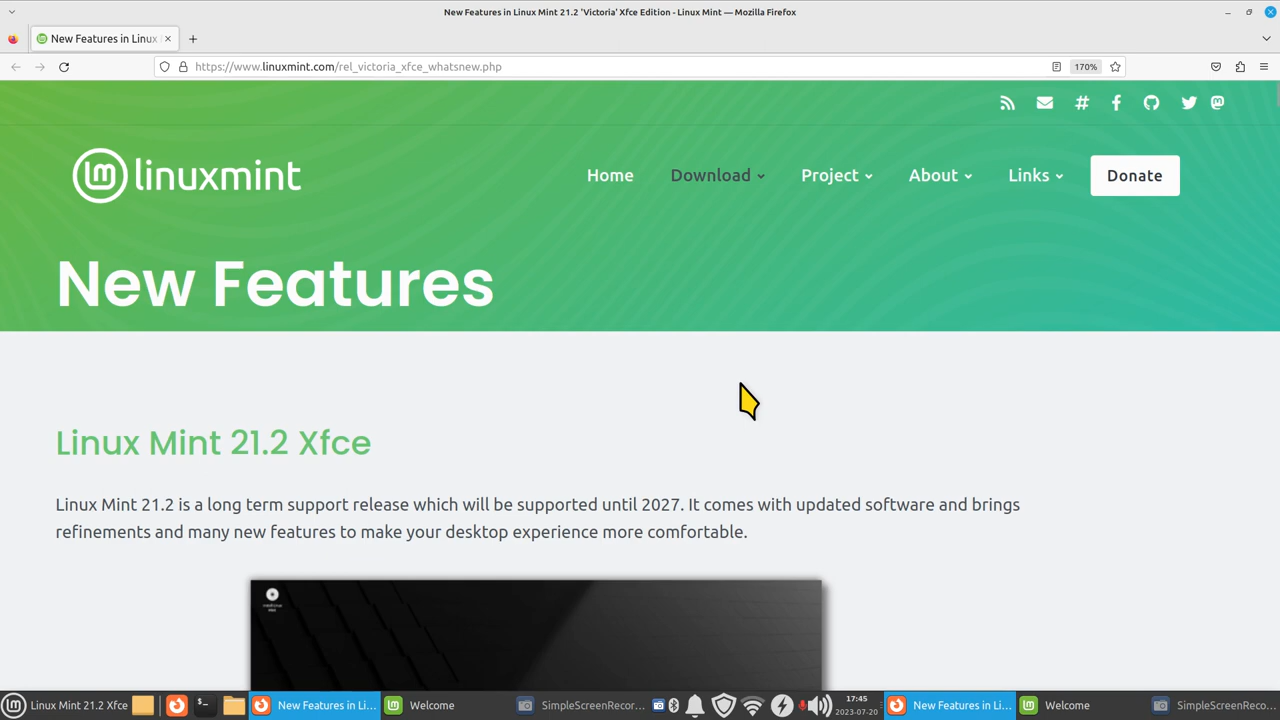 New Features in Linux Mint 21.2 'Victoria' Xfce Edition - Linux Mint — Mozilla Firefox
New Features in Linux
https://www.linuxmint.com/rel_victoria_xfce_whatsnew.php
170%
linuxmint
Home
Download
Project
About
Links
Donate
New Features
Linux Mint 21.2 Xfce
Linux Mint 21.2 is a long term support release which will be supported until 2027. It comes with updated software and brings
refinements and many new features to make your desktop experience more comfortable.
Linux Mint 21.2 Xfce
New Features in Li...
Welcome
SimpleScreenRecor...
17:45
2023-07-20
New Features in Li...
Welcome
SimpleScreenReco...